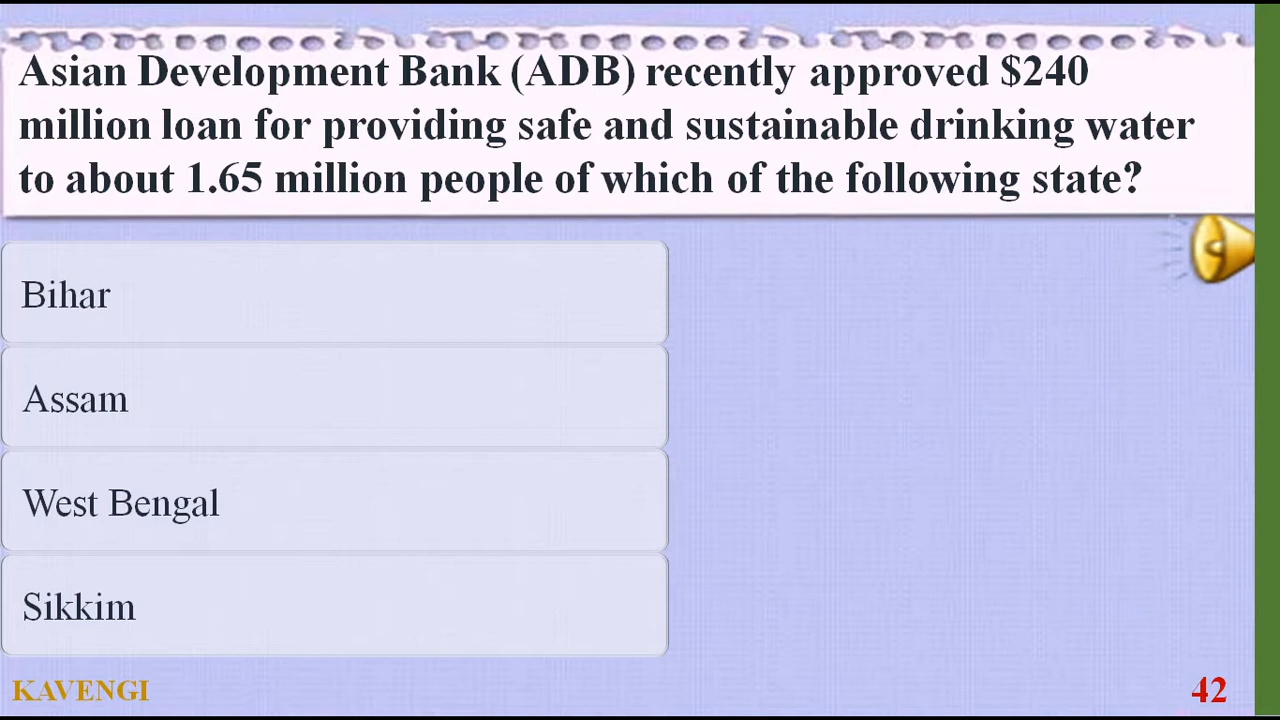 Asian Development Bank (ADB) recently approved $240
million loan for providing safe and sustainable drinking water
to about 1.65 million people of which of the following state?
Bihar
Assam
West Bengal
Sikkim
KAVENGI
42